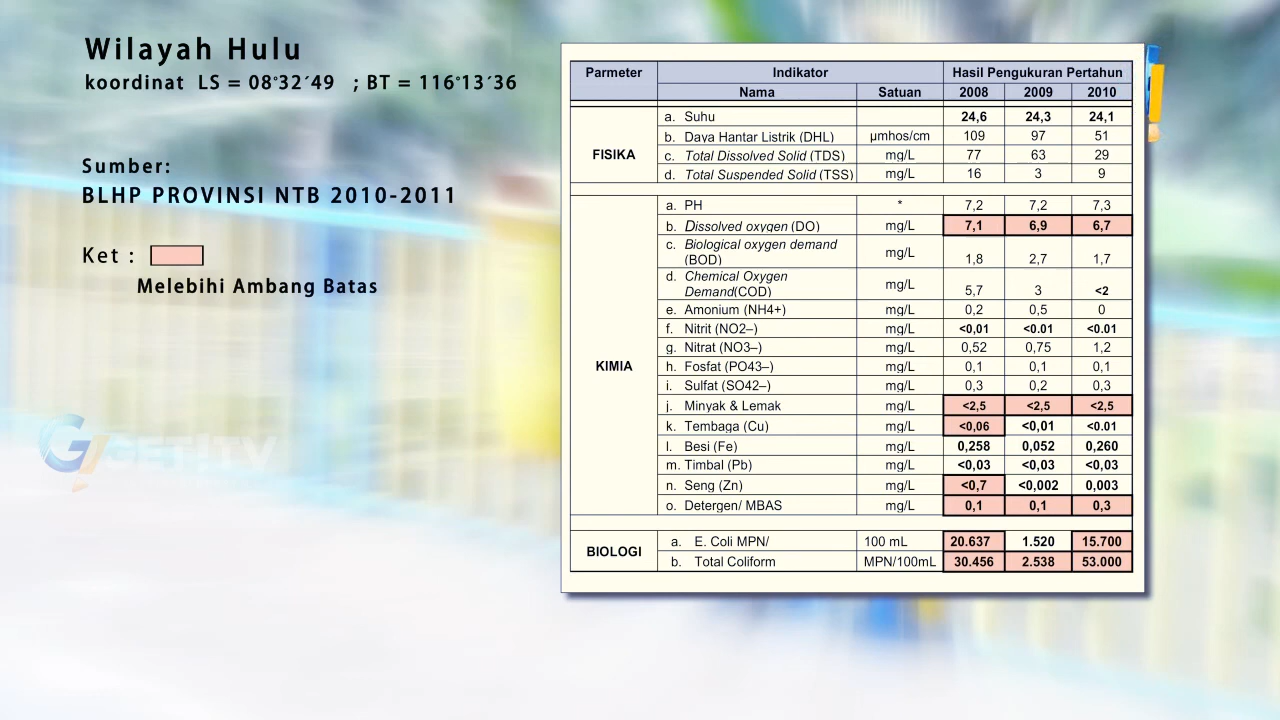 Wilayah Hulu
koordinat LS = 08°32´49 ; BT = 116°13´36
Sumber:
BLHP PROVINSI NTB 2010-2011
Ket :
Melebihi Ambang Batas
GET!TV
Parmeter Indikator Hasil Pengukuran Pertahun
Nama Satuan 2008 2009 2010
FISIKA
a. Suhu 24,6 24,3 24,1
b. Daya Hantar Listrik (DHL) µmhos/cm 109 97 51
c. Total Dissolved Solid (TDS) mg/L 77 63 29
d. Total Suspended Solid (TSS) mg/L 16 3 9
KIMIA
a. PH * 7,2 7,2 7,3
b. Dissolved oxygen (DO) mg/L 7,1 6,9 6,7
c. Biological oxygen demand
(BOD) mg/L 1,8 2,7 1,7
d. Chemical Oxygen
Demand(COD) mg/L 5,7 3 <2
e. Amonium (NH4+) mg/L 0,2 0,5 0
f. Nitrit (NO2–) mg/L <0,01 <0.01 <0.01
g. Nitrat (NO3–) mg/L 0,52 0,75 1,2
h. Fosfat (PO43–) mg/L 0,1 0,1 0,1
i. Sulfat (SO42–) mg/L 0,3 0,2 0,3
j. Minyak & Lemak mg/L <2,5 <2,5 <2,5
k. Tembaga (Cu) mg/L <0,06 <0,01 <0.01
l. Besi (Fe) mg/L 0,258 0,052 0,260
m. Timbal (Pb) mg/L <0,03 <0,03 <0,03
n. Seng (Zn) mg/L <0,7 <0,002 0,003
o. Detergen/ MBAS mg/L 0,1 0,1 0,3
BIOLOGI
a. E. Coli MPN/ 100 mL 20.637 1.520 15.700
b. Total Coliform MPN/100mL 30.456 2.538 53.000